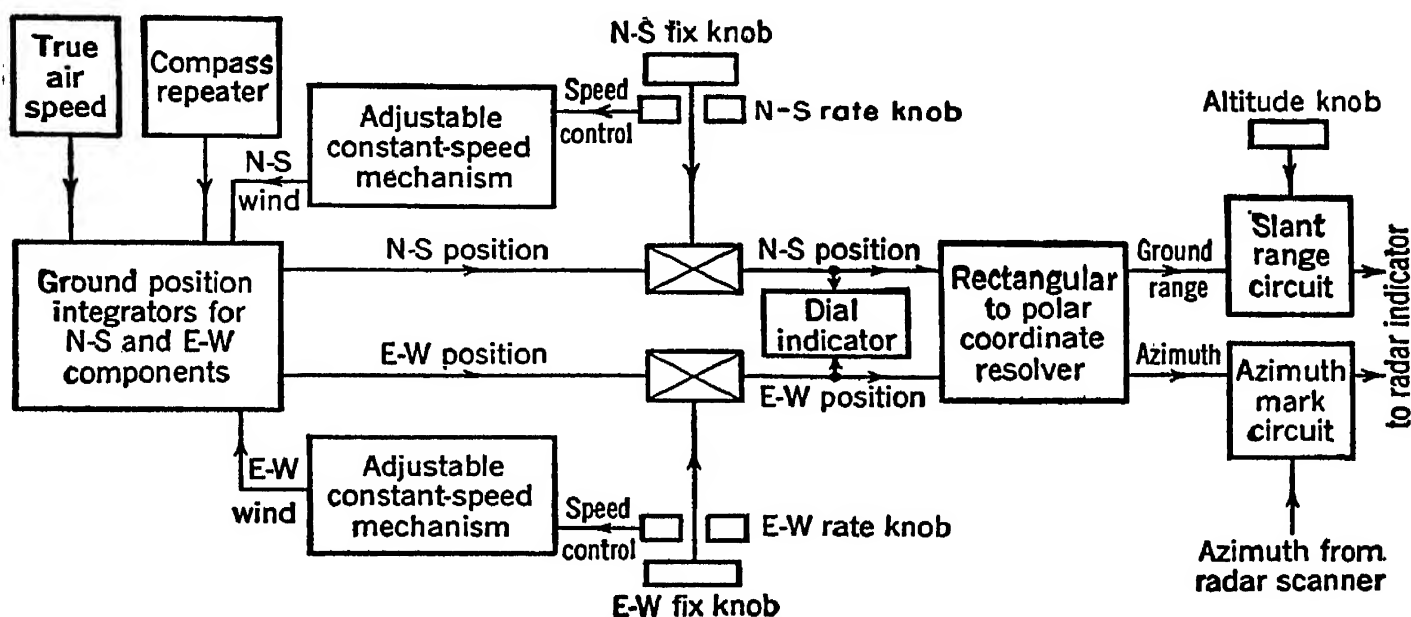 True
air
speed
Compass
repeater
N-S
wind
Adjustable
constant-speed
mechanism
Speed
control
N-S fix knob
N-S rate knob
Altitude knob
Ground position
integrators for
N-S and E-W
components
N-S position
E-W position
N-S position
Dial
indicator
E-W position
Rectangular
to polar
coordinate
resolver
Ground
range
Azimuth
Slant
range
circuit
Azimuth
mark
circuit
to radar indicator
E-W
wind
Adjustable
constant-speed
mechanism
Speed
control
E-W rate knob
E-W fix knob
Azimuth from
radar scanner